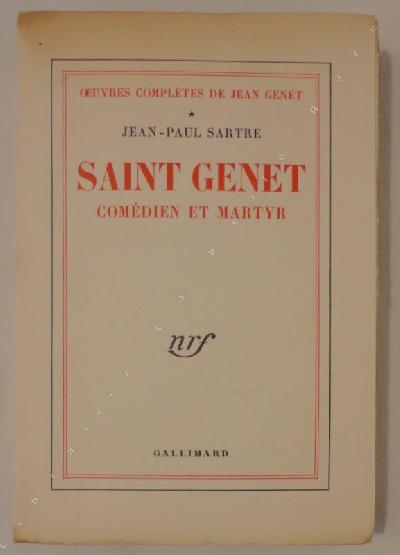 ŒUVRES COMPLÈTES DE JEAN GENET
*
JEAN-PAUL SARTRE
SAINT GENET
COMÉDIEN ET MARTYR
nrf
GALLIMARD